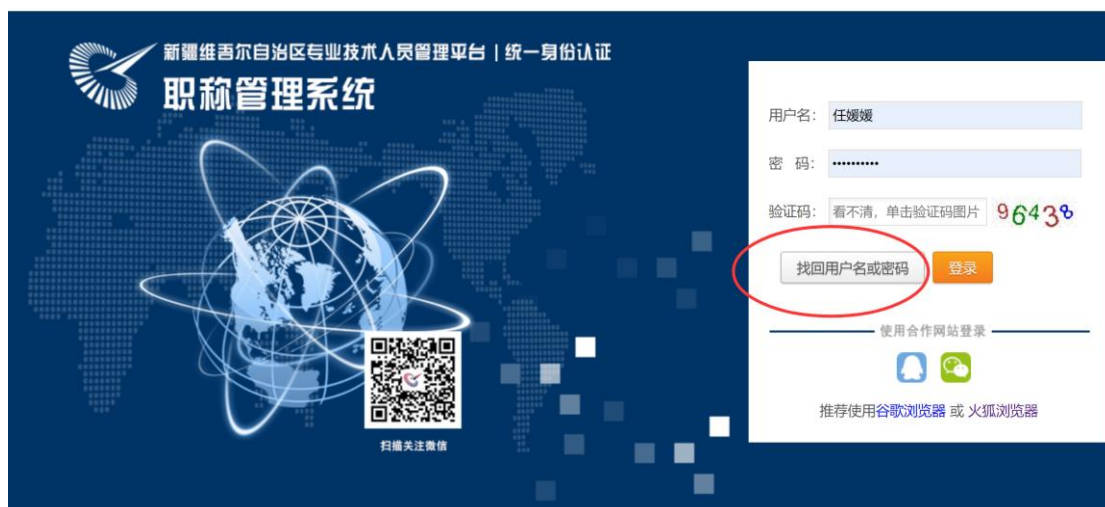 新疆维吾尔自治区专业技术人员管理平台 | 统一身份认证
职称管理系统
用户名: 任媛媛
密 码: ••••••••••
验证码: 看不清, 单击验证码图片 96438
找回用户名或密码 登录
使用合作网站登录
推荐使用谷歌浏览器 或 火狐浏览器
扫描关注微信